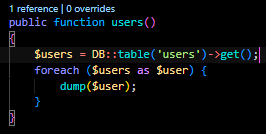 1 reference | 0 overrides
public function users()
{
    $users = DB::table('users')->get();
    foreach ($users as $user) {
        dump($user);
    }
}